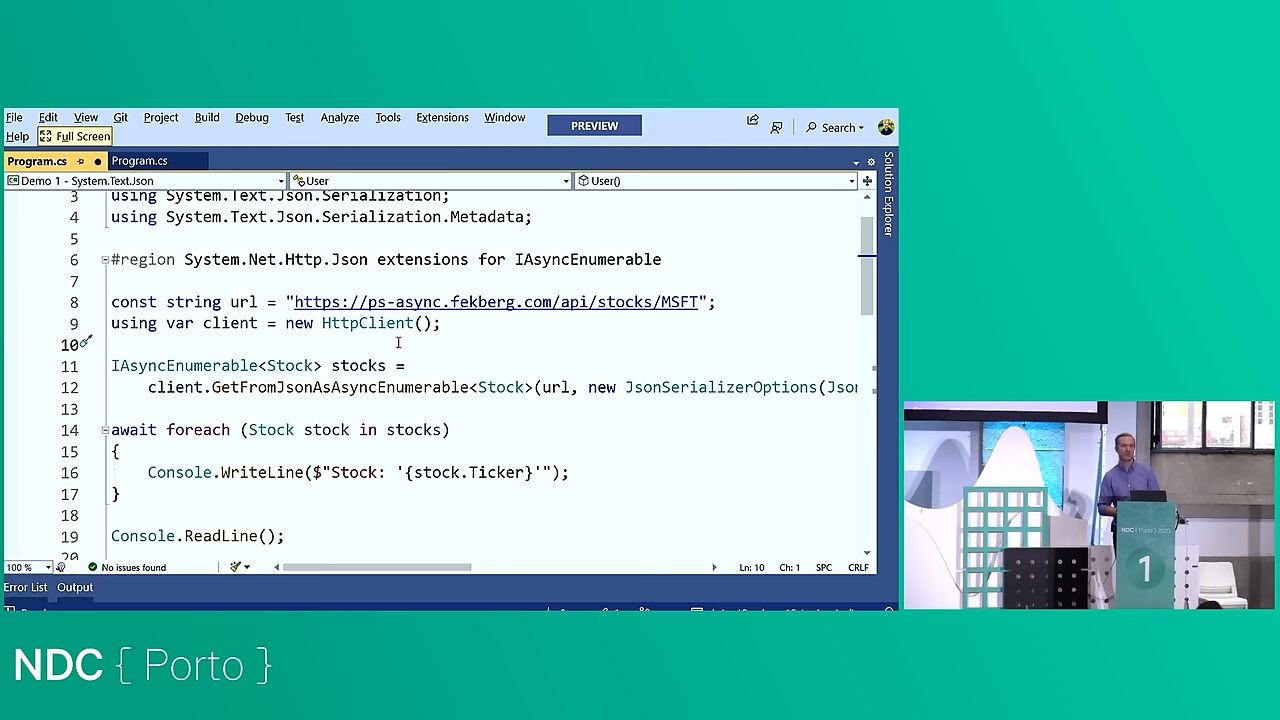 File Edit View Git Project Build Debug Test Analyze Tools Extensions Window PREVIEW Search
Help Full Screen
Program.cs Program.cs
Demo 1 - System.Text.Json User User()
Solution Explorer
3 using System.Text.Json.Serialization;
4 using System.Text.Json.Serialization.Metadata;
5
6 #region System.Net.Http.Json extensions for IAsyncEnumerable
7
8 const string url = "https://ps-async.fekberg.com/api/stocks/MSFT";
9 using var client = new HttpClient();
10
11 IAsyncEnumerable<Stock> stocks =
12 client.GetFromJsonAsAsyncEnumerable<Stock>(url, new JsonSerializerOptions(Json
13
14 await foreach (Stock stock in stocks)
15 {
16 Console.WriteLine($"Stock: '{stock.Ticker}'");
17 }
18
19 Console.ReadLine();
20
100 % No issues found Ln: 10 Ch: 1 SPC CRLF
Error List Output
NDC { Porto }
1
NDC { Porto }